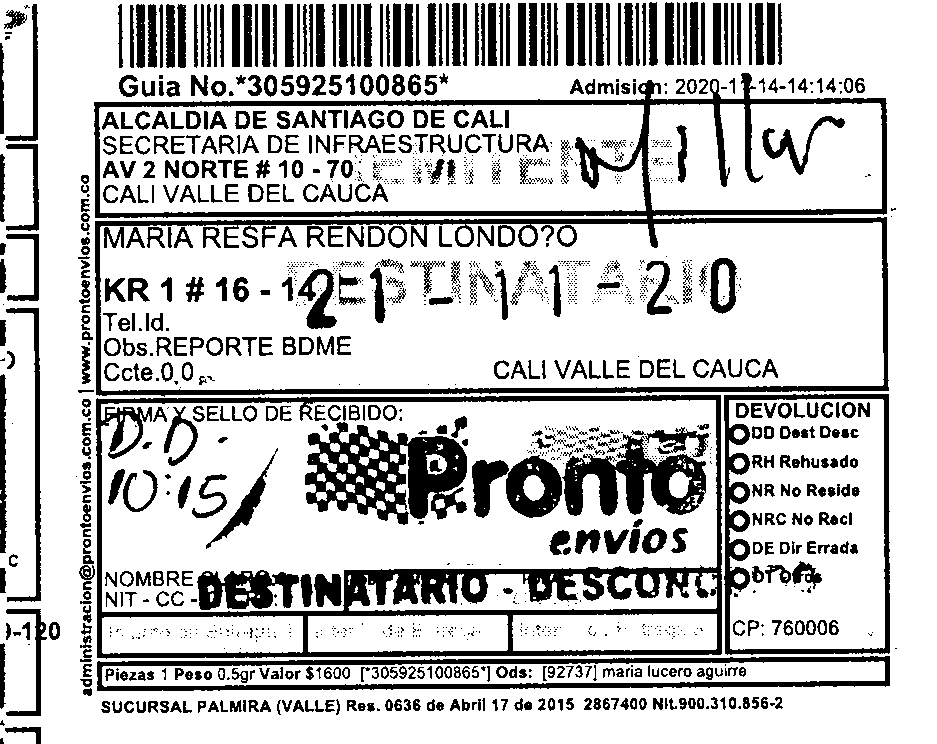 Guia No.*305925100865*
Admision: 2020-11-14-14:14:06
ALCALDIA DE SANTIAGO DE CALI
SECRETARIA DE INFRAESTRUCTURA
AV 2 NORTE # 10 - 70
REMITENTE
CALI VALLE DEL CAUCA
MARIA RESFA RENDON LONDO?O
DESTINATARIO
KR 1 # 16 - 14
21-11-20
Tel.Id.
Obs.REPORTE BDME
Ccte.0,0
CALI VALLE DEL CAUCA
www.prontoenvios.com.co
administracion@prontoenvios.com.co
FIRMA Y SELLO DE RECIBIDO:
D.D.
10:15
Pronto
envíos
NOMBRE
NIT - CC -
DESTINATARIO - DESCONC
DEVOLUCION
DD Dest Desc
RH Rehusado
NR No Reside
NRC No Recl
DE Dir Errada
CP: 760006
Piezas 1 Peso 0.5gr Valor $1600 [*305925100865*] Ods: [92737] maria lucero aguirre
SUCURSAL PALMIRA (VALLE) Res. 0636 de Abril 17 de 2015 2867400 Nit.900.310.856-2
-120